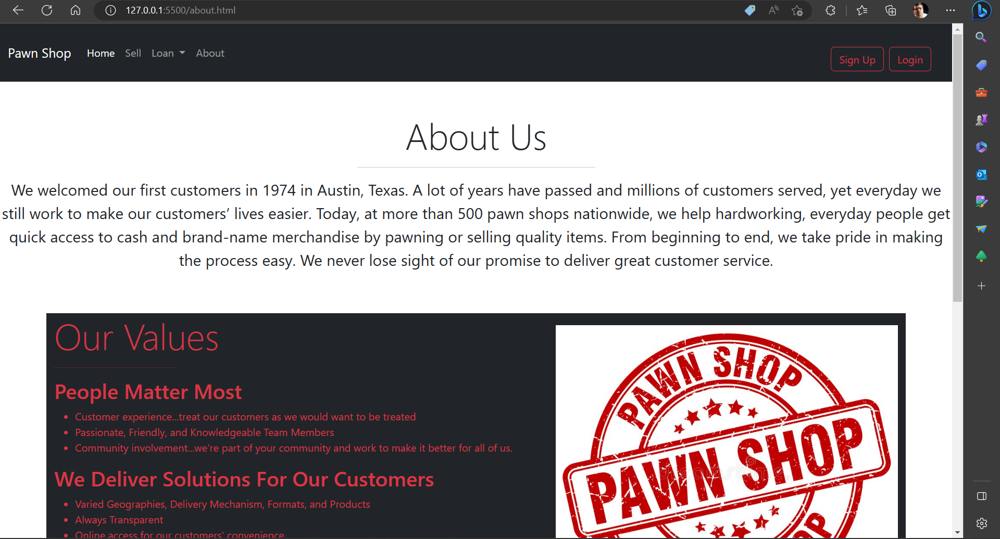 127.0.0.1:5500/about.html
Pawn Shop Home Sell Loan About Sign Up Login
About Us
We welcomed our first customers in 1974 in Austin, Texas. A lot of years have passed and millions of customers served, yet everyday we
still work to make our customers’ lives easier. Today, at more than 500 pawn shops nationwide, we help hardworking, everyday people get
quick access to cash and brand-name merchandise by pawning or selling quality items. From beginning to end, we take pride in making
the process easy. We never lose sight of our promise to deliver great customer service.
Our Values
People Matter Most
• Customer experience...treat our customers as we would want to be treated
• Passionate, Friendly, and Knowledgeable Team Members
• Community involvement...we're part of your community and work to make it better for all of us.
We Deliver Solutions For Our Customers
• Varied Geographies, Delivery Mechanism, Formats, and Products
• Always Transparent
• Online access for our customers' convenience
PAWN SHOP
PAWN SHOP